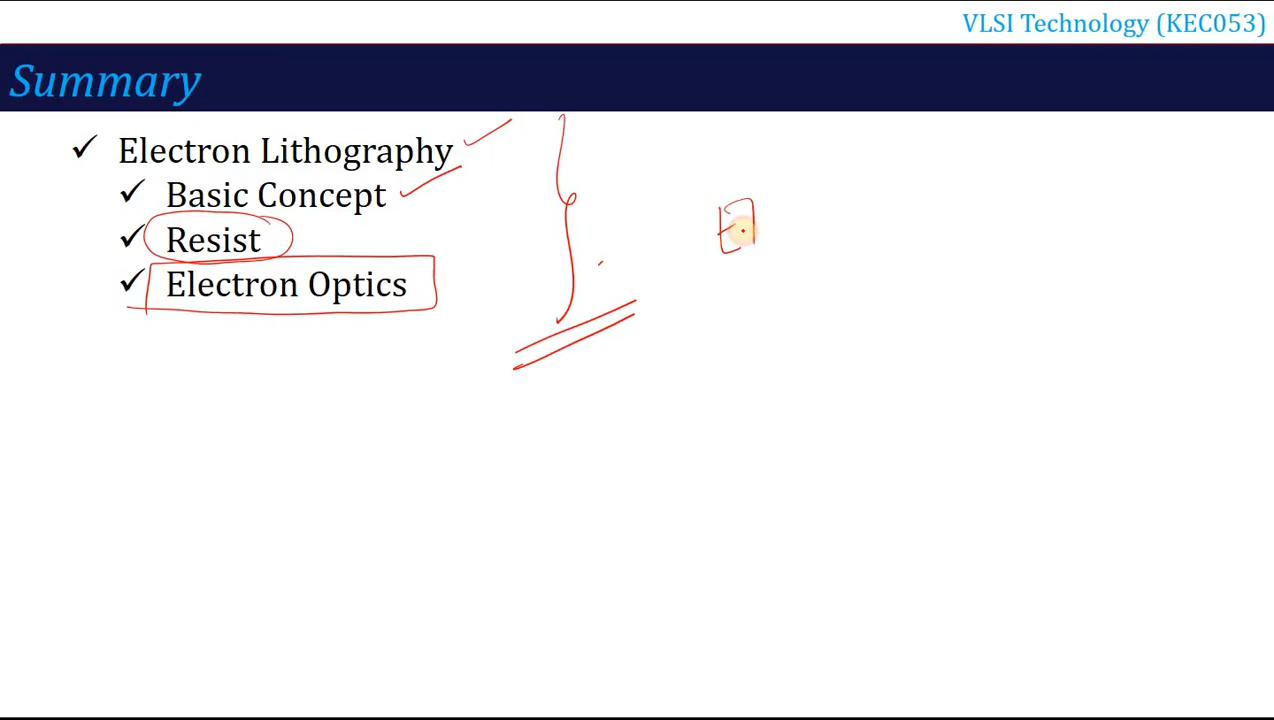 VLSI Technology (KEC053)
Summary
✓ Electron Lithography
✓ Basic Concept
✓ Resist
✓ Electron Optics